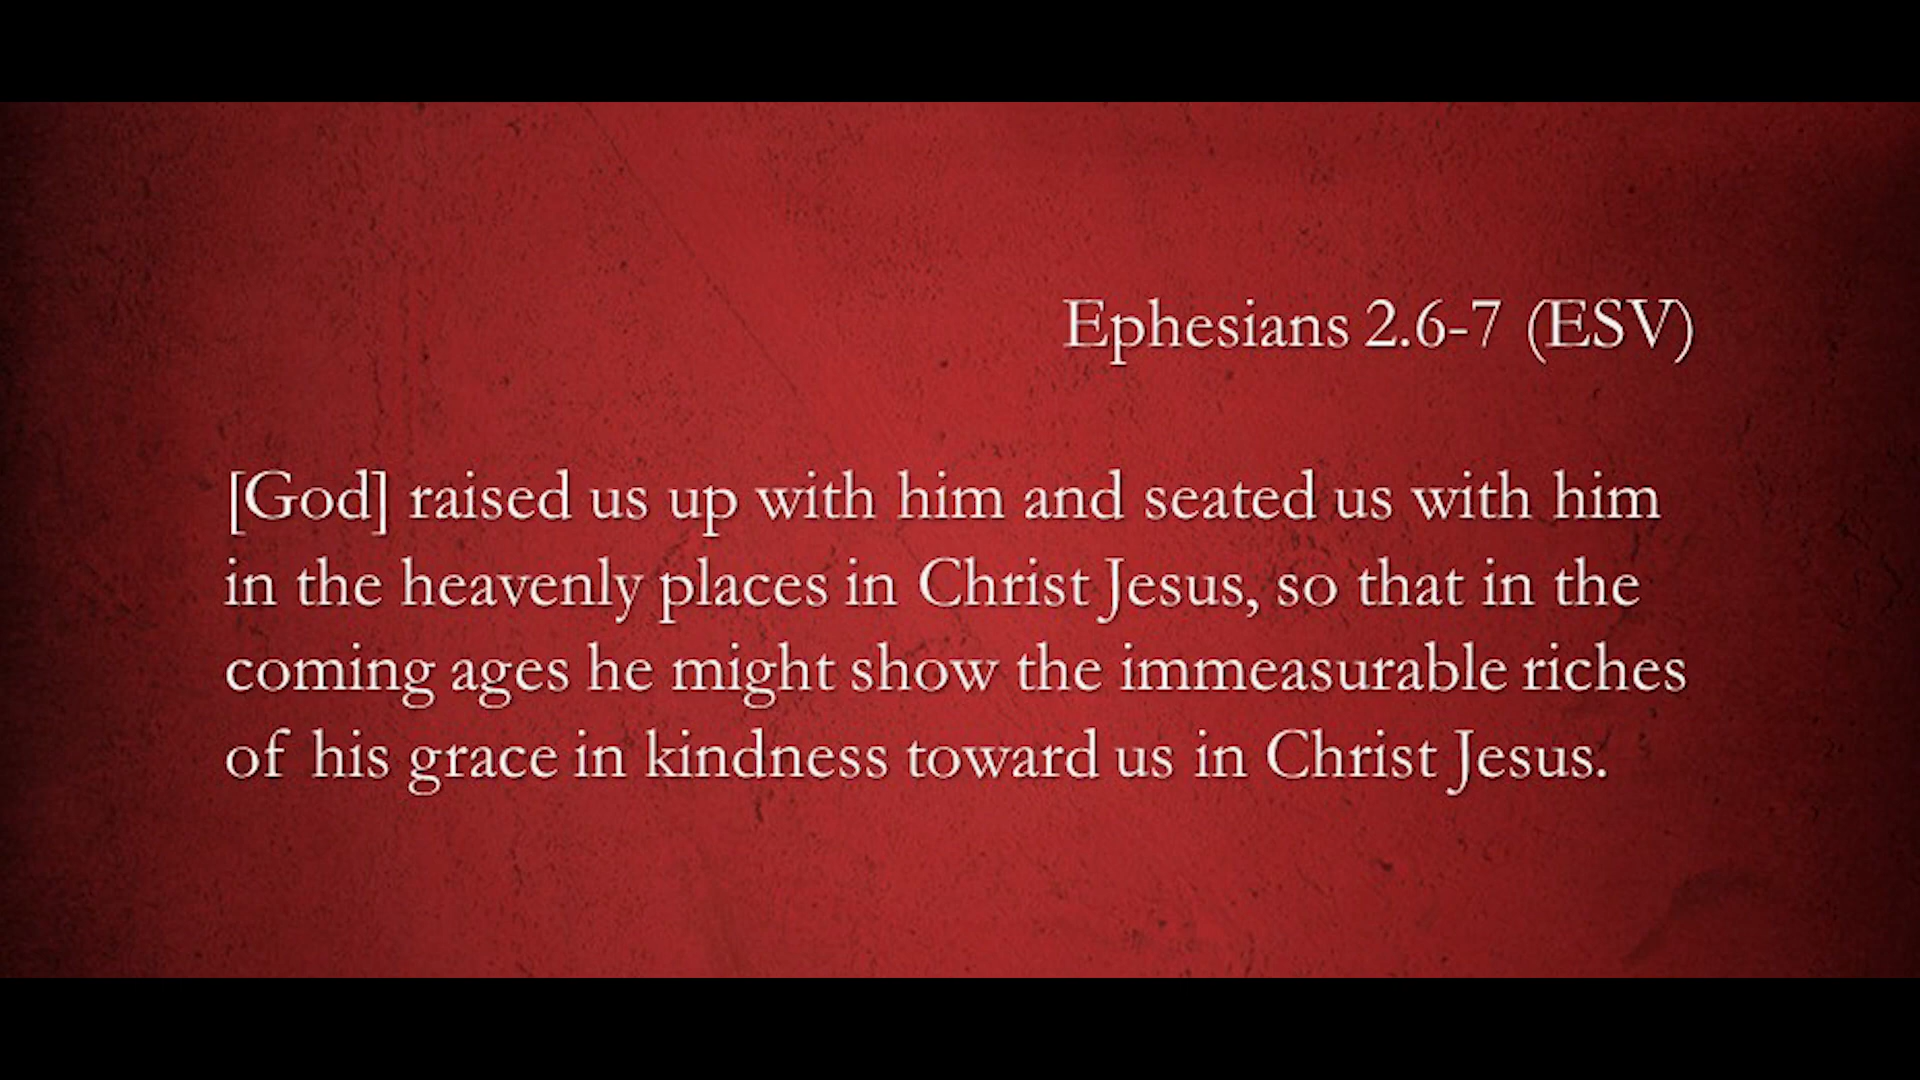 Ephesians 2.6-7 (ESV)
[God] raised us up with him and seated us with him
in the heavenly places in Christ Jesus, so that in the
coming ages he might show the immeasurable riches
of his grace in kindness toward us in Christ Jesus.